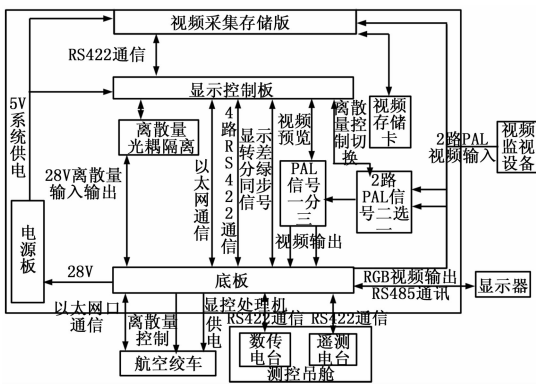 视频采集存储版
RS422通信
显示控制板
5V
系统供电
离散量
光耦隔离
28V离散量
输入输出
以太网通信
4路RS422通信
显转分同信
示差绿步号
视频
预览
离散控切
量制换
视频
存储
卡
2路PAL
视频输入
视频
监视
设备
PAL
信号
一分
三
2路
PAL信
号二选
一
视频输出
电源板
28V
底板
RGB视频输出
RS485通讯
显示器
以太网口
通信
离散量
控制
供电
显控处理机
RS422通信
RS422通信
航空绞车
数传
电台
遥测
电台
测控吊舱